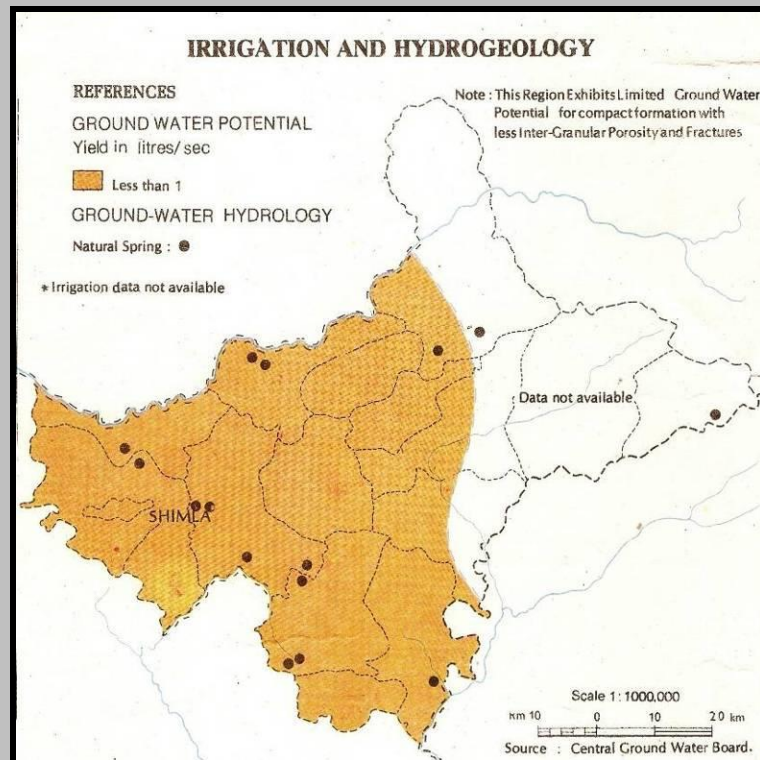 IRRIGATION AND HYDROGEOLOGY
REFERENCES
GROUND WATER POTENTIAL
Yield in litres/sec
Less than 1
GROUND-WATER HYDROLOGY
Natural Spring :
* Irrigation data not available
Note : This Region Exhibits Limited Ground Water
Potential for compact formation with
less Inter-Granular Porosity and Fractures
Data not available
SHIMLA
Scale 1:1000,000
Km 10 0 10 20 km
Source : Central Ground Water Board.